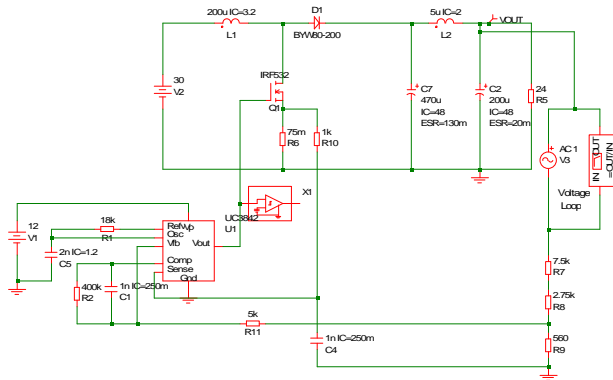 200u IC=3.2
L1
D1
BYW80-200
5u IC=2
L2
VOUT
30
V2
IRF532
Q1
C7
470u
IC=48
ESR=130m
C2
200u
IC=48
ESR=20m
24
R5
75m
R6
1k
R10
AC 1
V3
IN
OUT
=OUT/IN
Voltage
Loop
X1
UC3842
U1
12
V1
18k
R1
2n IC=1.2
C5
Osc
Vfb
Vout
Comp
Sense
Gnd
400k
R2
1n IC=250m
C1
5k
R11
1n IC=250m
C4
7.5k
R7
2.75k
R8
560
R9